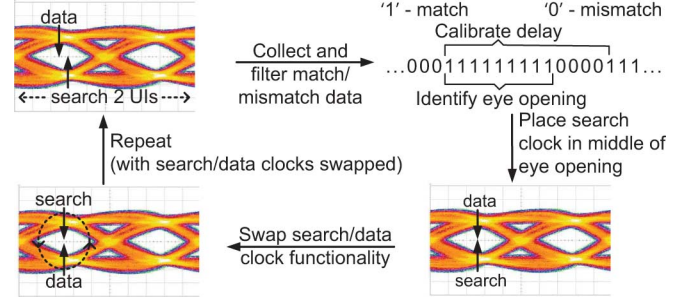 data
search 2 UIs
Collect and
filter match/
mismatch data
'1' - match
'0' - mismatch
Calibrate delay
...00011111111110000111...
Identify eye opening
Place search
clock in middle of
eye opening
data
search
Swap search/data
clock functionality
search
data
Repeat
(with search/data clocks swapped)